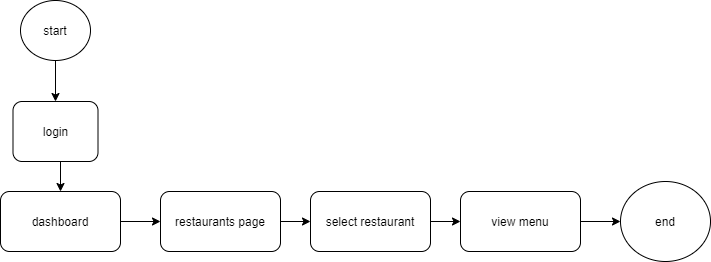 start
login
dashboard
restaurants page
select restaurant
view menu
end